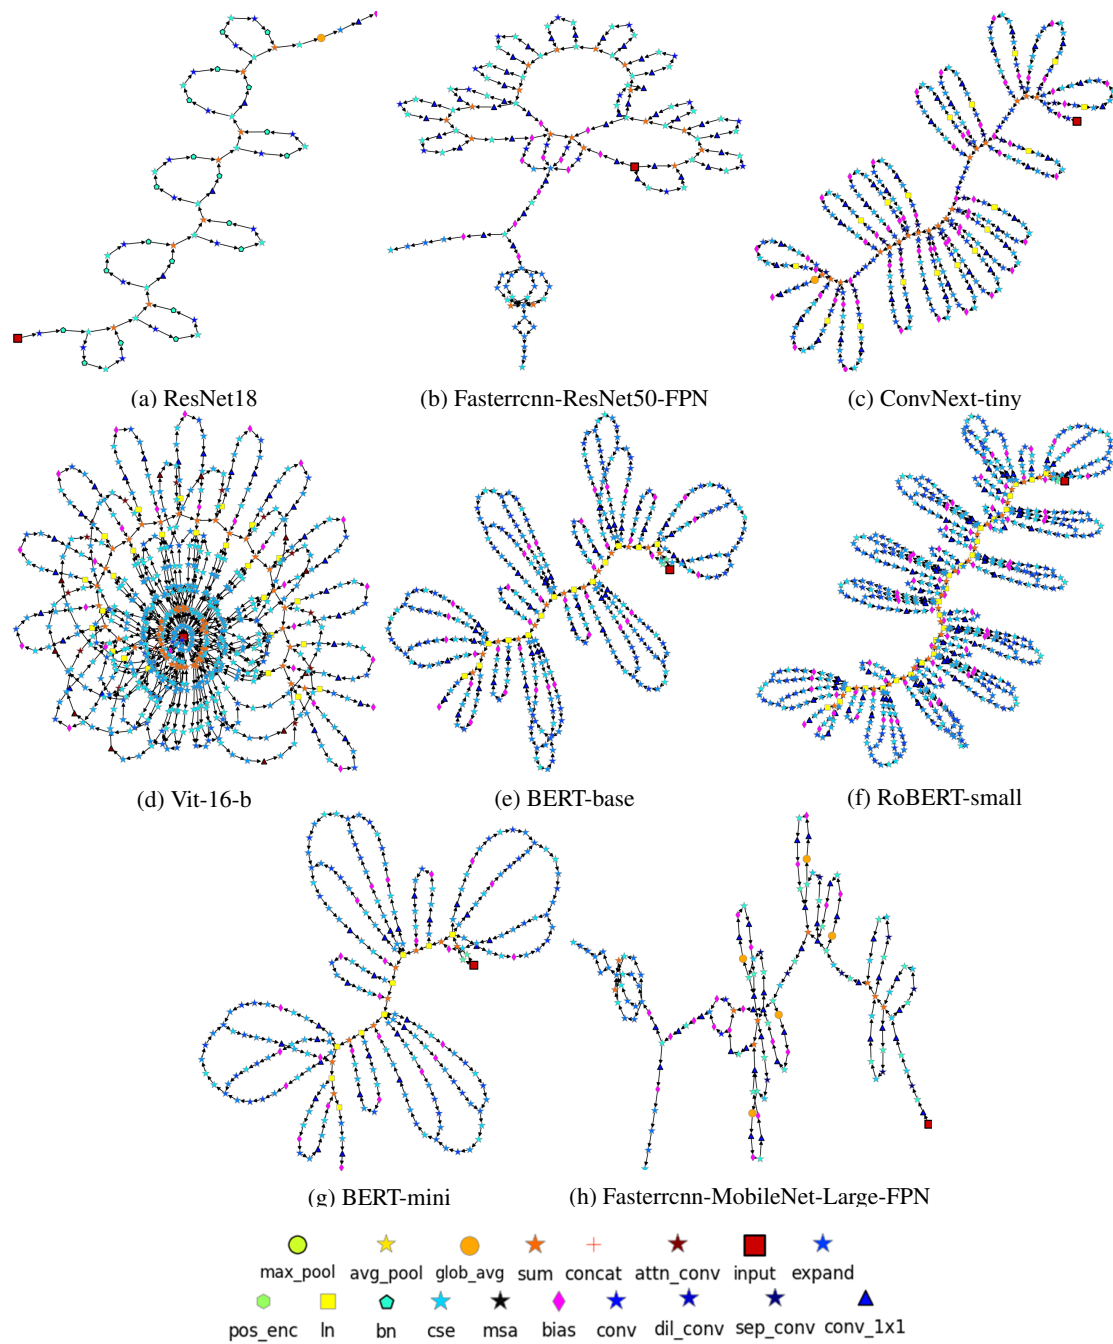 (a) ResNet18
(b) Fasterrcnn-ResNet50-FPN
(c) ConvNext-tiny
(d) Vit-16-b
(e) BERT-base
(f) RoBERT-small
(g) BERT-mini
(h) Fasterrcnn-MobileNet-Large-FPN
max_pool avg_pool glob_avg sum concat attn_conv input expand
pos_enc ln bn cse msa bias conv dil_conv sep_conv conv_1x1